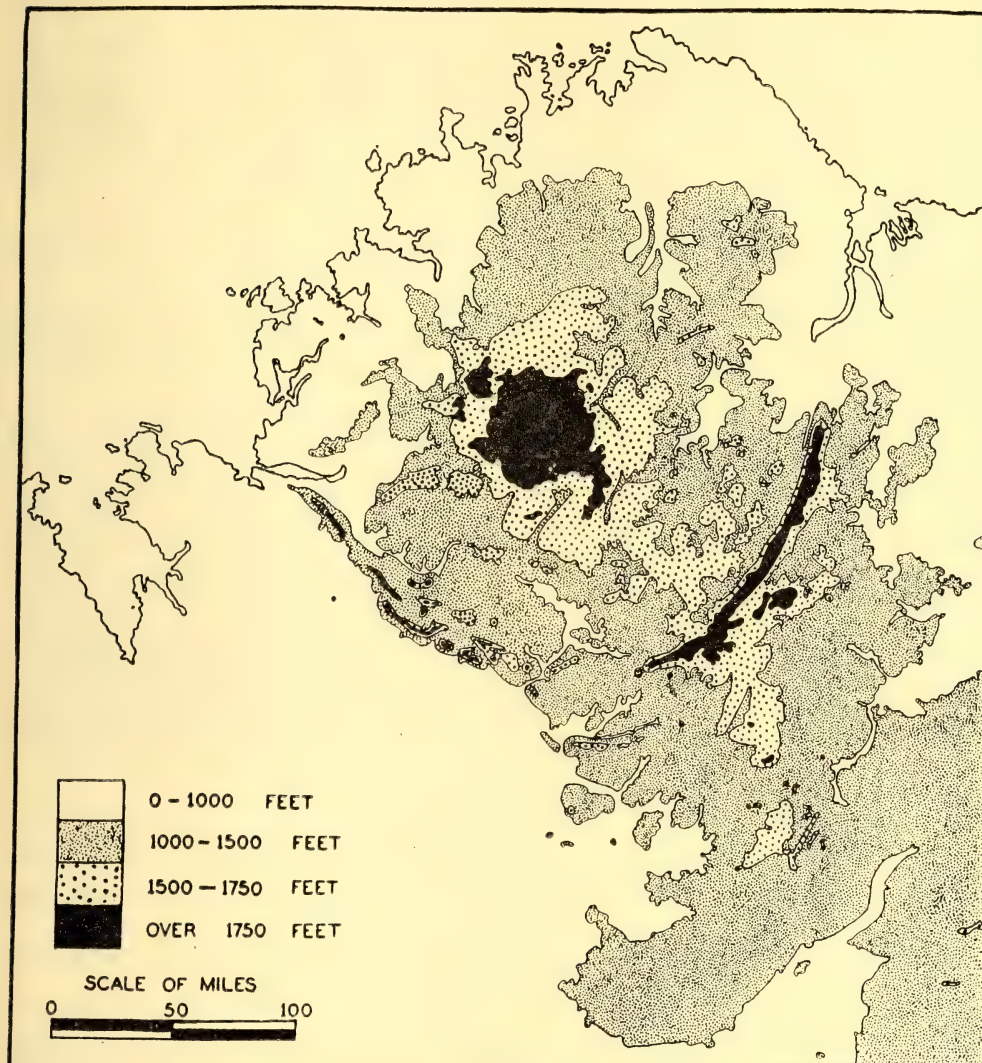 0 – 1000 FEET
1000 – 1500 FEET
1500 – 1750 FEET
OVER 1750 FEET
SCALE OF MILES
0 50 100